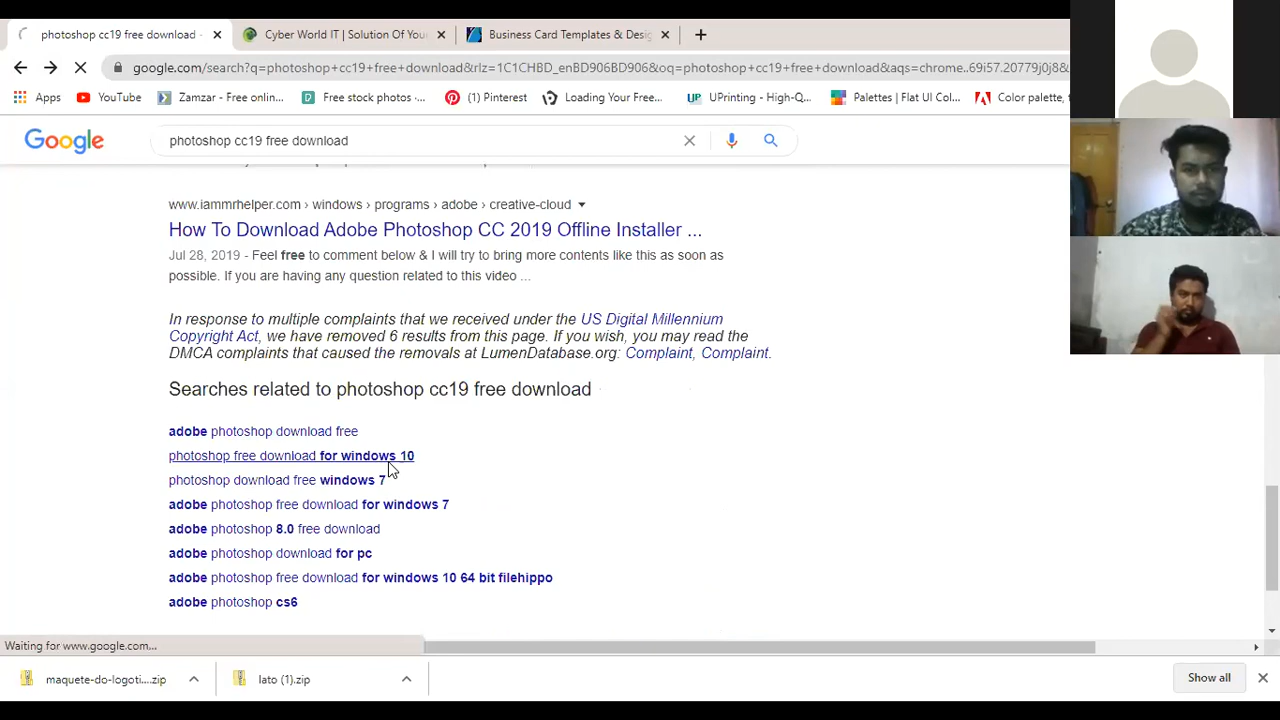 photoshop cc19 free download -
Cyber World IT | Solution Of You
Business Card Templates & Desig
google.com/search?q=photoshop+cc19+free+download&rlz=1C1CHBD_enBD906BD906&oq=photoshop+cc19+free+download&aqs=chrome..69i57.20779j0j8&
Apps
YouTube
Zamzar - Free onlin...
Free stock photos -...
(1) Pinterest
Loading Your Free...
UPrinting - High-Q...
Palettes | Flat UI Col...
Color palette, t
Google
photoshop cc19 free download
www.iammrhelper.com › windows › programs › adobe › creative-cloud
How To Download Adobe Photoshop CC 2019 Offline Installer ...
Jul 28, 2019 - Feel free to comment below & I will try to bring more contents like this as soon as
possible. If you are having any question related to this video ...
In response to multiple complaints that we received under the US Digital Millennium
Copyright Act, we have removed 6 results from this page. If you wish, you may read the
DMCA complaints that caused the removals at LumenDatabase.org: Complaint, Complaint.
Searches related to photoshop cc19 free download
adobe photoshop download free
photoshop free download for windows 10
photoshop download free windows 7
adobe photoshop free download for windows 7
adobe photoshop 8.0 free download
adobe photoshop download for pc
adobe photoshop free download for windows 10 64 bit filehippo
adobe photoshop cs6
Waiting for www.google.com...
maquete-do-logoti....zip
lato (1).zip
Show all